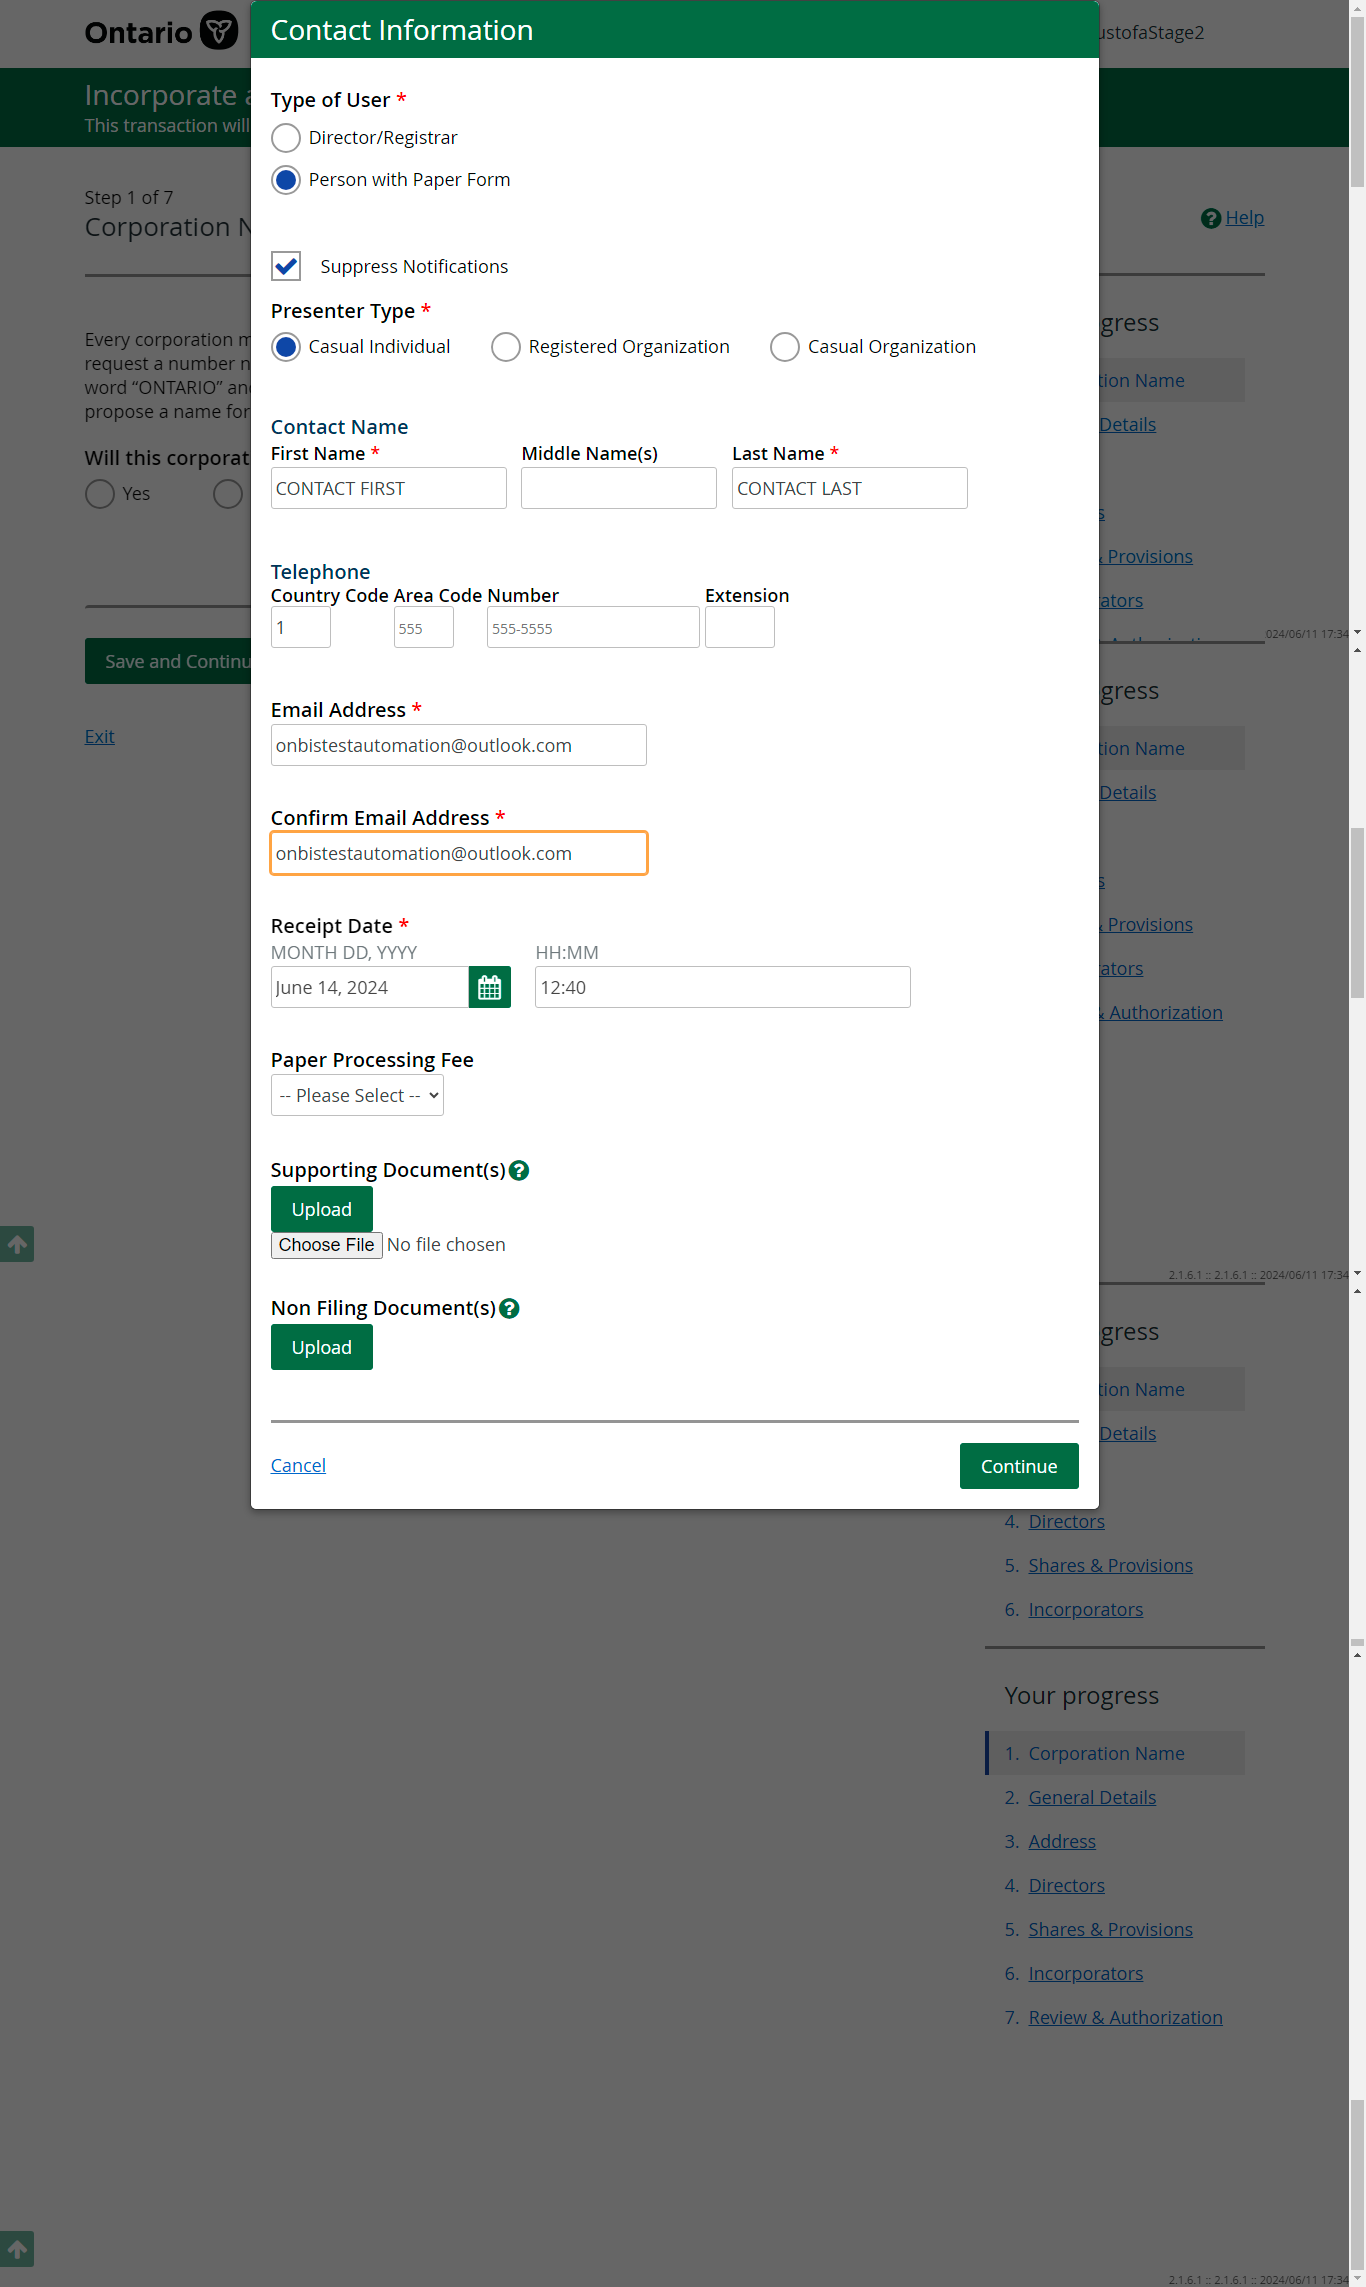 Ontario
Contact Information
ustofaStage2
Incorporate a
This transaction will
Type of User *
Director/Registrar
Person with Paper Form
Step 1 of 7
Corporation N
Help
Suppress Notifications
Presenter Type *
Casual Individual
Registered Organization
Casual Organization
Every corporation m
request a number n
word “ONTARIO” an
propose a name for
Will this corporat
Yes
gress
tion Name
Details
s
& Provisions
ators
024/06/11 17:34
Contact Name
First Name *
Middle Name(s)
Last Name *
CONTACT FIRST
CONTACT LAST
Telephone
Country Code
Area Code
Number
Extension
1
555
555-5555
Save and Continu
Exit
Email Address *
onbistestautomation@outlook.com
Confirm Email Address *
onbistestautomation@outlook.com
gress
tion Name
Details
s
& Provisions
ators
& Authorization
Receipt Date *
MONTH DD, YYYY
HH:MM
June 14, 2024
12:40
Paper Processing Fee
-- Please Select --
Supporting Document(s)
Upload
Choose File No file chosen
2.1.6.1 :: 2.1.6.1 :: 2024/06/11 17:34
Non Filing Document(s)
Upload
gress
tion Name
Details
Cancel
Continue
4. Directors
5. Shares & Provisions
6. Incorporators
Your progress
1. Corporation Name
2. General Details
3. Address
4. Directors
5. Shares & Provisions
6. Incorporators
7. Review & Authorization
2.1.6.1 :: 2.1.6.1 :: 2024/06/11 17:34